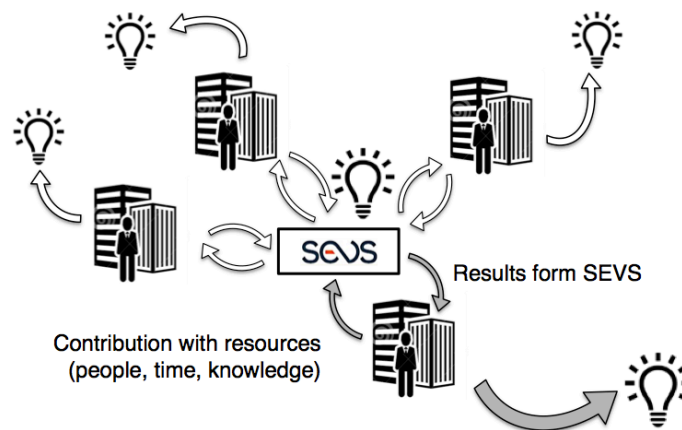 SEVS
Results form SEVS
Contribution with resources
(people, time, knowledge)